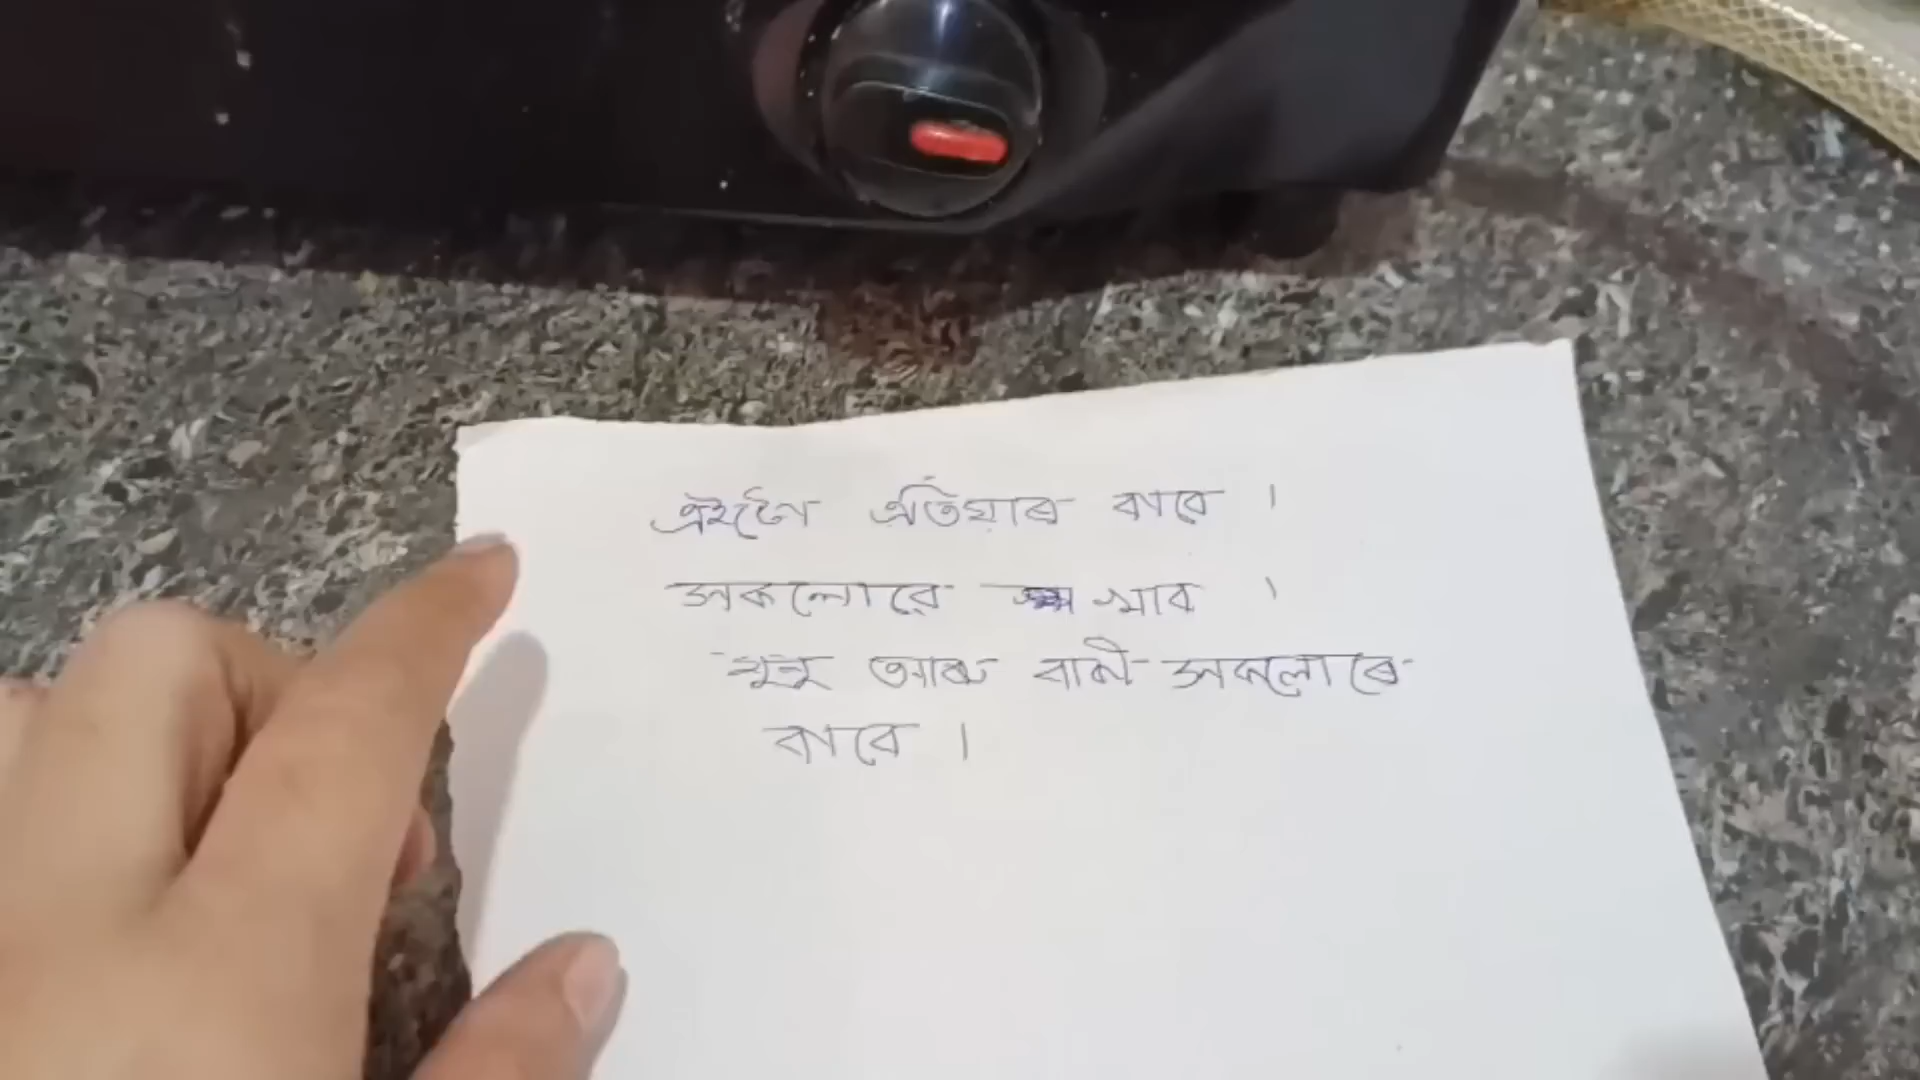 এইটো এতিয়াৰ কাৰে ।
সকলোৰে মাৰ ।
আৰু ৰানী সকলোৰে
কাৰে ।